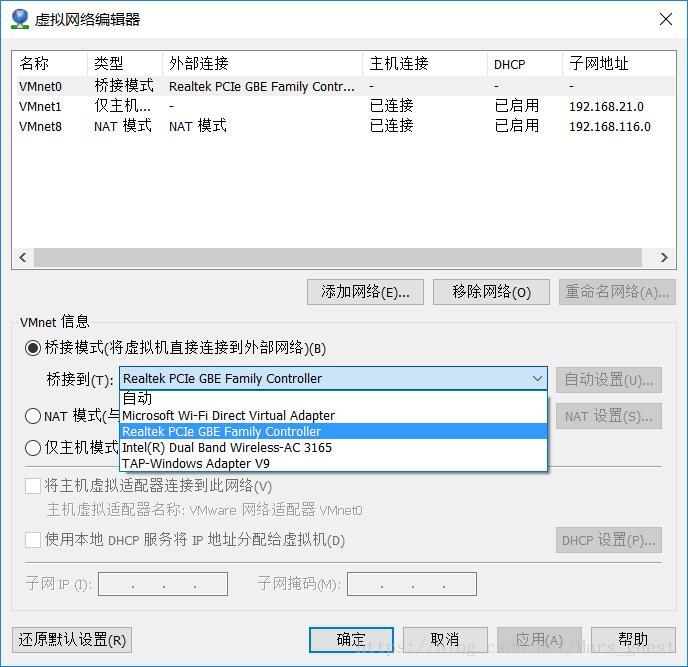 虚拟网络编辑器
名称 类型 外部连接 主机连接 DHCP 子网地址
VMnet0 桥接模式 Realtek PCIe GBE Family Contr... - - -
VMnet1 仅主机... - 已连接 已启用 192.168.21.0
VMnet8 NAT 模式 NAT 模式 已连接 已启用 192.168.116.0
添加网络(E)... 移除网络(O) 重命名网络(A)...
VMnet 信息
桥接模式(将虚拟机直接连接到外部网络)(B)
桥接到(T): Realtek PCIe GBE Family Controller 自动设置(U)...
自动
Microsoft Wi-Fi Direct Virtual Adapter
Realtek PCIe GBE Family Controller
Intel(R) Dual Band Wireless-AC 3165
TAP-Windows Adapter V9
NAT 模式(与 NAT 设置(S)...
仅主机模式
将主机虚拟适配器连接到此网络(V)
主机虚拟适配器名称: VMware 网络适配器 VMnet0
使用本地 DHCP 服务将 IP 地址分配给虚拟机(D) DHCP 设置(P)...
子网 IP (I): . . . 子网掩码(M): . . .
还原默认设置(R) 确定 取消 应用(A) 帮助